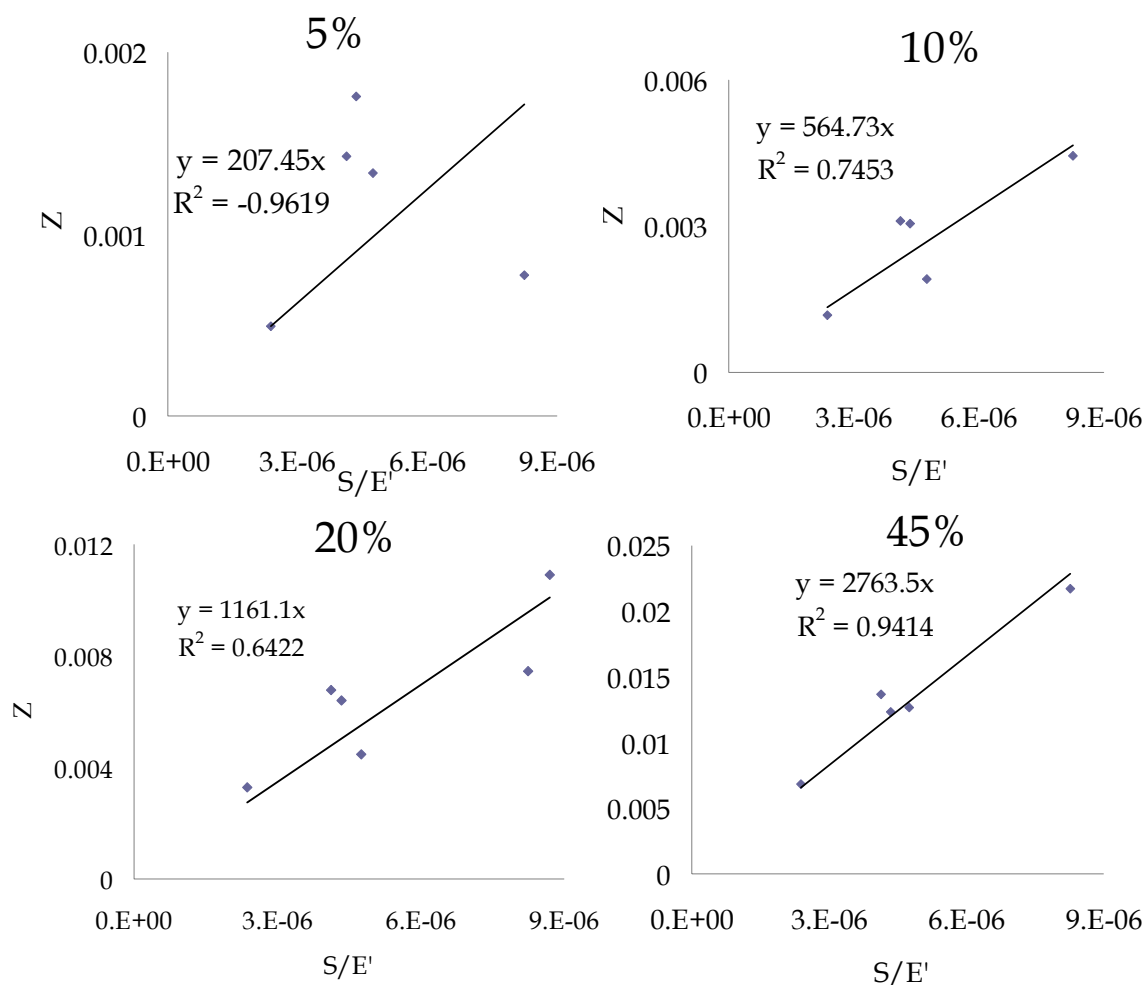 5%
0.002
y = 207.45x
R² = -0.9619
Z
0.001
0
0.E+00 3.E-06 6.E-06 9.E-06
S/E'
10%
0.006
y = 564.73x
R² = 0.7453
Z
0.003
0
0.E+00 3.E-06 6.E-06 9.E-06
S/E'
20%
0.012
y = 1161.1x
R² = 0.6422
0.008
Z
0.004
0
0.E+00 3.E-06 6.E-06 9.E-06
S/E'
45%
0.025
y = 2763.5x
0.02
R² = 0.9414
0.015
0.01
0.005
0
0.E+00 3.E-06 6.E-06 9.E-06
S/E'